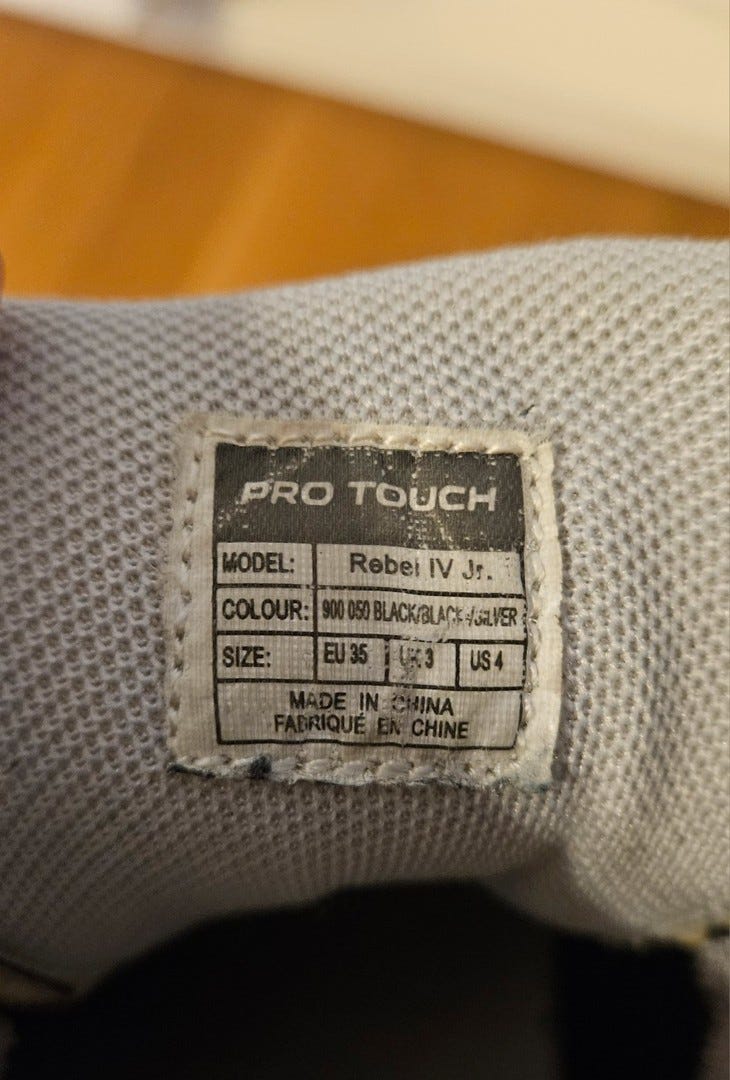 PRO TOUCH
MODEL: Rebel IV Jr.
COLOUR: 900 050 BLACK/BLACK/SILVER
SIZE: EU 35 UK 3 US 4
MADE IN CHINA
FABRIQUÉ EN CHINE